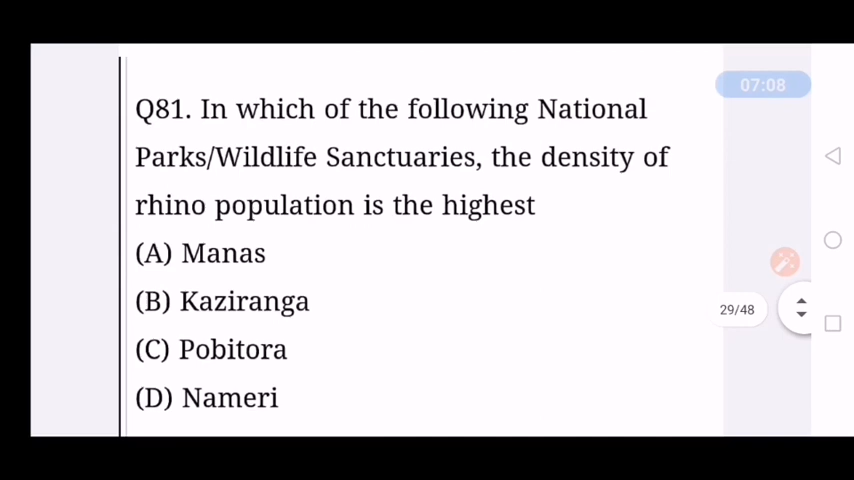 07:08
Q81. In which of the following National
Parks/Wildlife Sanctuaries, the density of
rhino population is the highest
(A) Manas
(B) Kaziranga
29/48
(C) Pobitora
(D) Nameri